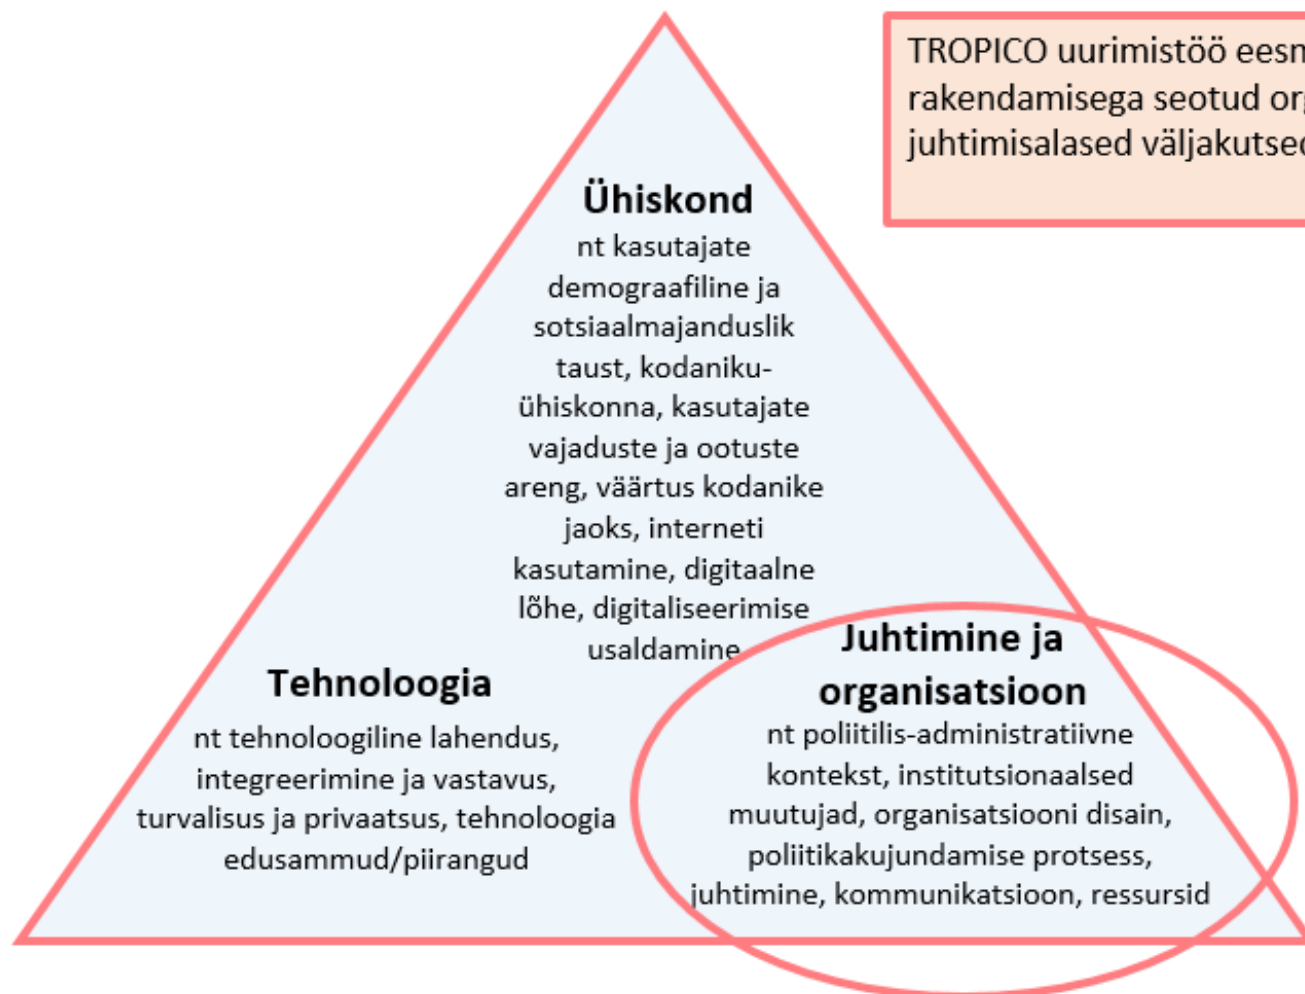 TROPICO uurimistöö
rakendamisega seotud
juhtimisalased
Ühiskond
nt kasutajate
demograafiline ja
sotsiaalmajanduslik
taust, kodaniku-
ühiskonna, kasutajate
vajaduste ja ootuste
areng, väärtus kodanike
jaoks, interneti
kasutamine, digitaalne
lõhe, digitaliseerimise
usaldamine
Tehnoloogia
nt tehnoloogiline lahendus,
integreerimine ja vastavus,
turvalisus ja privaatsus, tehnoloogia
edusammud/piirangud
Juhtimine ja
organisatsioon
nt poliitilis-administratiivne
kontekst, institutsionaalsed
muutujad, organisatsiooni disain,
poliitikakujundamise protsess,
juhtimine, kommunikatsioon, ressursid